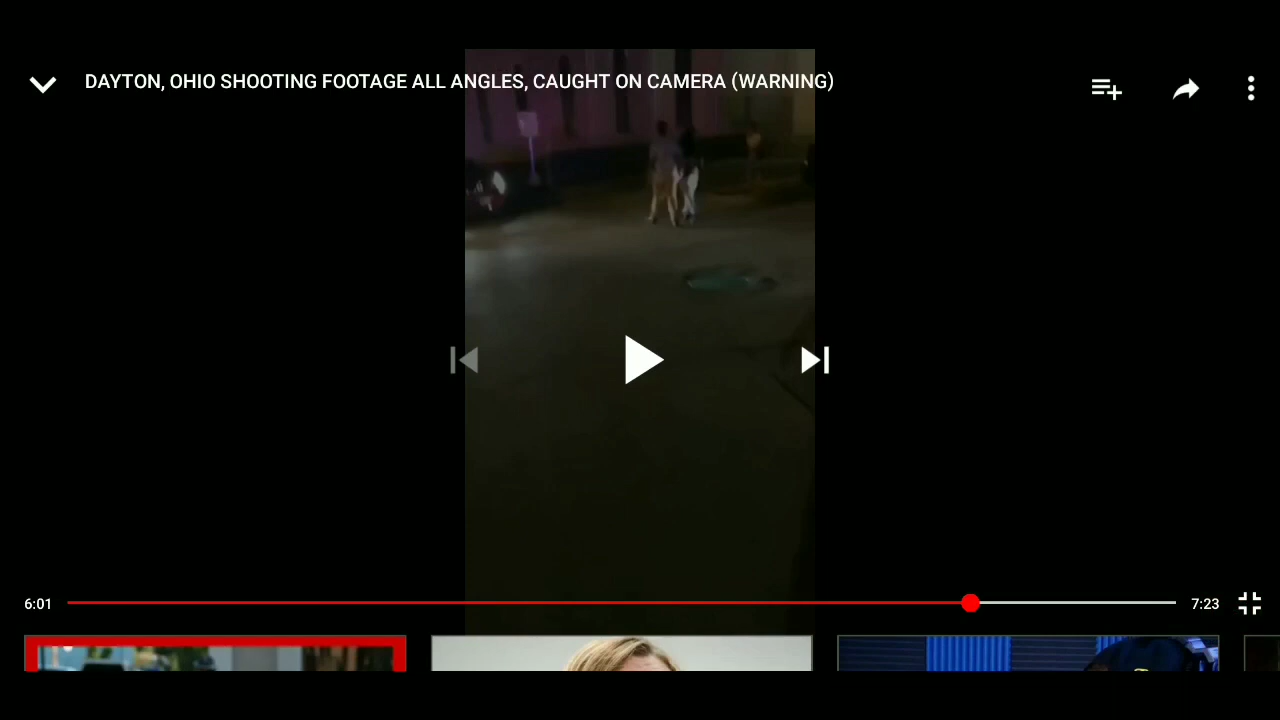 DAYTON, OHIO SHOOTING FOOTAGE ALL ANGLES, CAUGHT ON CAMERA (WARNING)
6:01
7:23